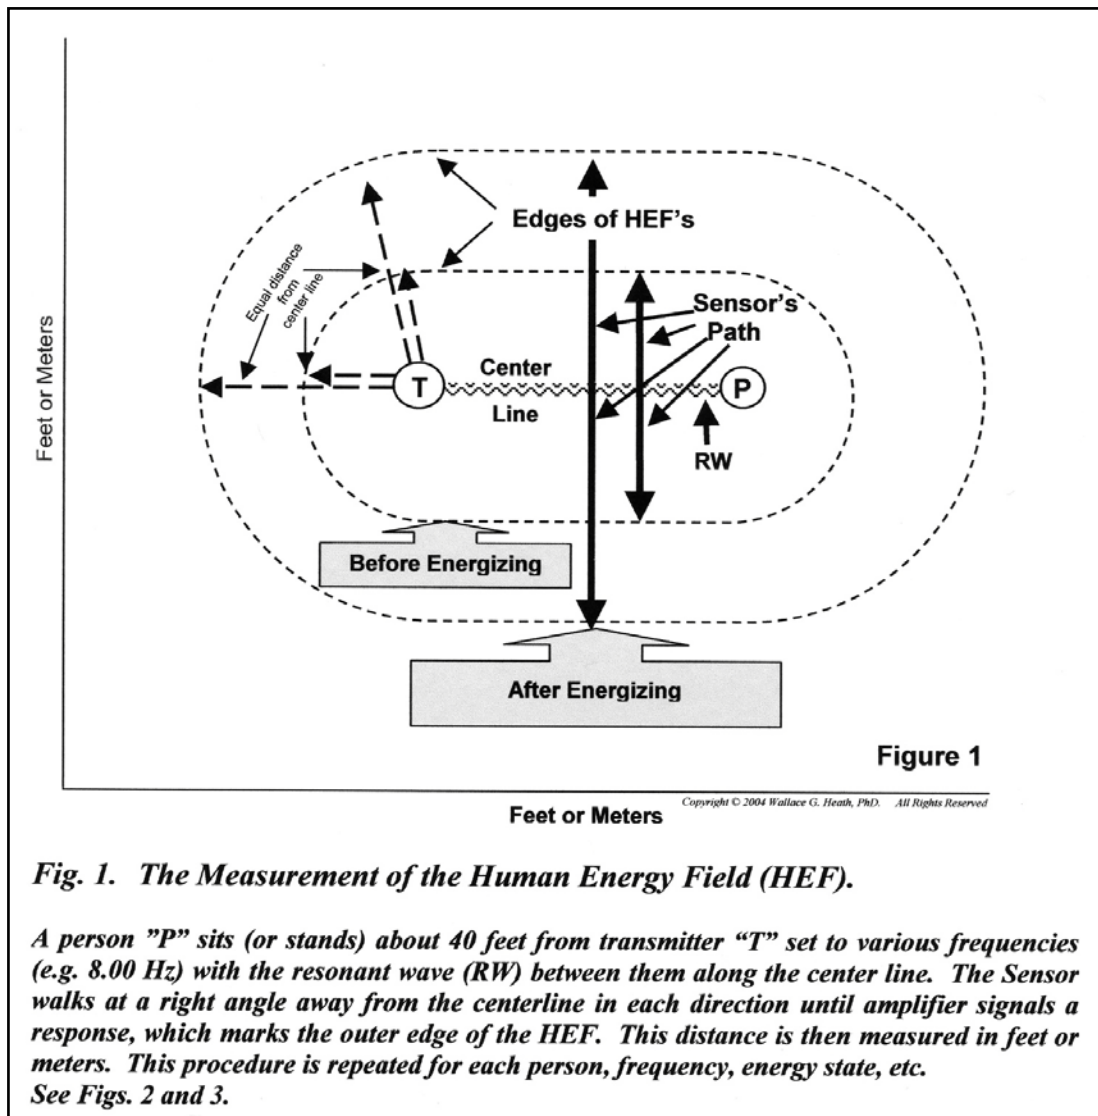 Edges of HEF's
Equal distance
from
center line
Sensor's
Path
Feet or Meters
T
Center
Line
P
RW
Before Energizing
After Energizing
Figure 1
Copyright © 2004 Wallace G. Heath, PhD. All Rights Reserved
Feet or Meters
Fig. 1. The Measurement of the Human Energy Field (HEF).
A person ”P” sits (or stands) about 40 feet from transmitter “T” set to various frequencies
(e.g. 8.00 Hz) with the resonant wave (RW) between them along the center line. The Sensor
walks at a right angle away from the centerline in each direction until amplifier signals a
response, which marks the outer edge of the HEF. This distance is then measured in feet or
meters. This procedure is repeated for each person, frequency, energy state, etc.
See Figs. 2 and 3.